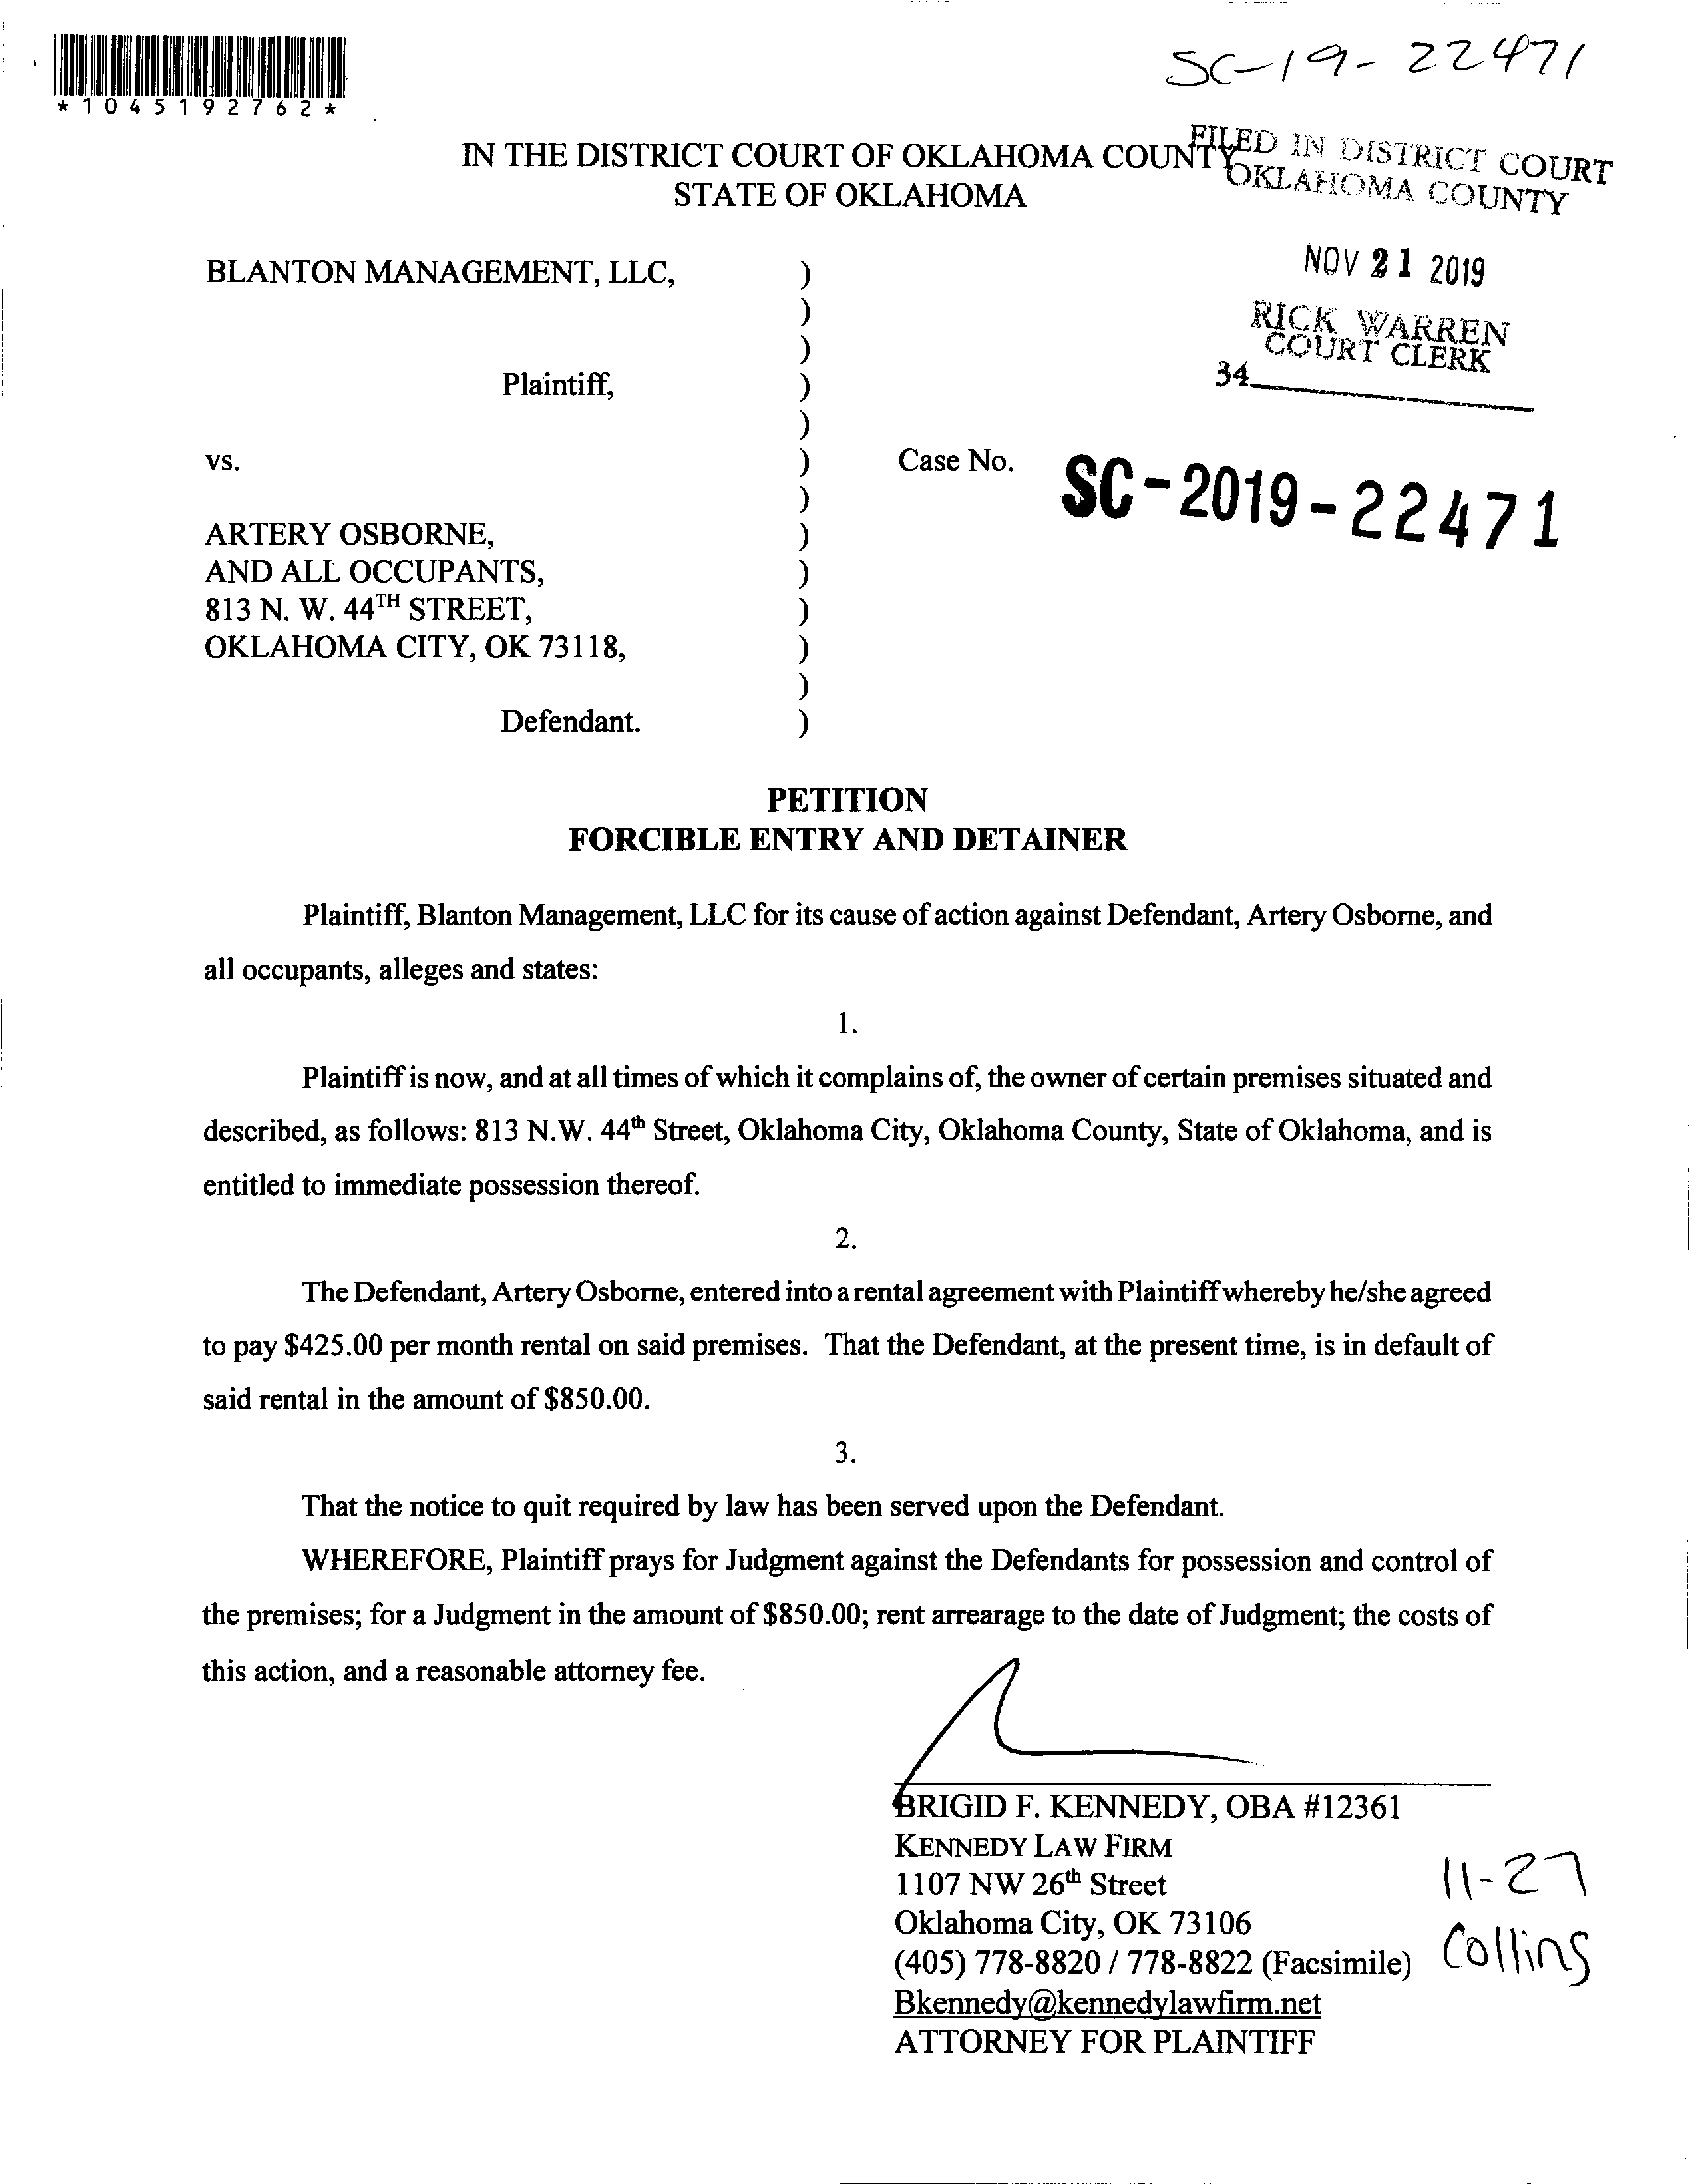 SC-19-22471
*1045192762*
FILED IN DISTRICT COURT
OKLAHOMA COUNTY
IN THE DISTRICT COURT OF OKLAHOMA COUNTY
STATE OF OKLAHOMA
NOV 21 2019
RICK WARREN
COURT CLERK
34
BLANTON MANAGEMENT, LLC, )
)
)
Plaintiff, )
)
vs. ) Case No. SC-2019-22471
)
ARTERY OSBORNE, )
AND ALL OCCUPANTS, )
813 N. W. 44TH STREET, )
OKLAHOMA CITY, OK 73118, )
)
Defendant. )
PETITION
FORCIBLE ENTRY AND DETAINER
Plaintiff, Blanton Management, LLC for its cause of action against Defendant, Artery Osborne, and
all occupants, alleges and states:
1.
Plaintiff is now, and at all times of which it complains of, the owner of certain premises situated and
described, as follows: 813 N.W. 44th Street, Oklahoma City, Oklahoma County, State of Oklahoma, and is
entitled to immediate possession thereof.
2.
The Defendant, Artery Osborne, entered into a rental agreement with Plaintiff whereby he/she agreed
to pay $425.00 per month rental on said premises. That the Defendant, at the present time, is in default of
said rental in the amount of $850.00.
3.
That the notice to quit required by law has been served upon the Defendant.
WHEREFORE, Plaintiff prays for Judgment against the Defendants for possession and control of
the premises; for a Judgment in the amount of $850.00; rent arrearage to the date of Judgment; the costs of
this action, and a reasonable attorney fee.
BRIGID F. KENNEDY, OBA #12361
KENNEDY LAW FIRM
1107 NW 26th Street
Oklahoma City, OK 73106
(405) 778-8820 / 778-8822 (Facsimile)
Bkennedy@kennedylawfirm.net
ATTORNEY FOR PLAINTIFF
11-27
Collins